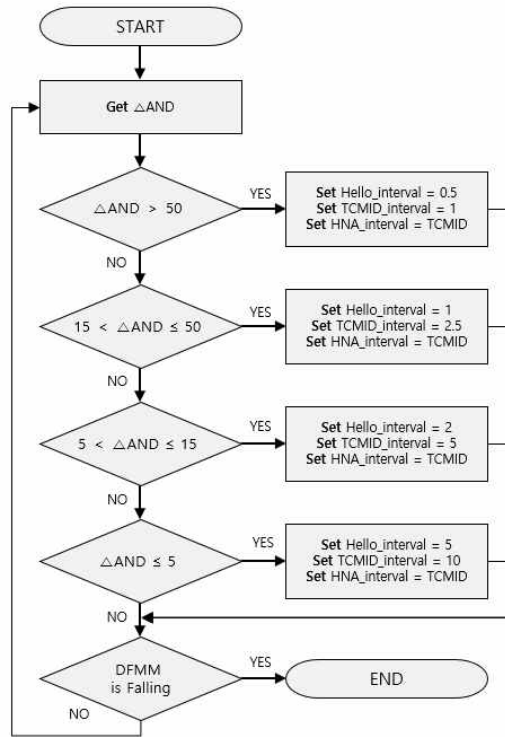 START
Get △AND
△AND > 50
YES
Set Hello_interval = 0.5
Set TCMID_interval = 1
Set HNA_interval = TCMID
NO
15 < △AND ≤ 50
YES
Set Hello_interval = 1
Set TCMID_interval = 2.5
Set HNA_interval = TCMID
NO
5 < △AND ≤ 15
YES
Set Hello_interval = 2
Set TCMID_interval = 5
Set HNA_interval = TCMID
NO
△AND ≤ 5
YES
Set Hello_interval = 5
Set TCMID_interval = 10
Set HNA_interval = TCMID
NO
DFMM
is Falling
YES
END
NO